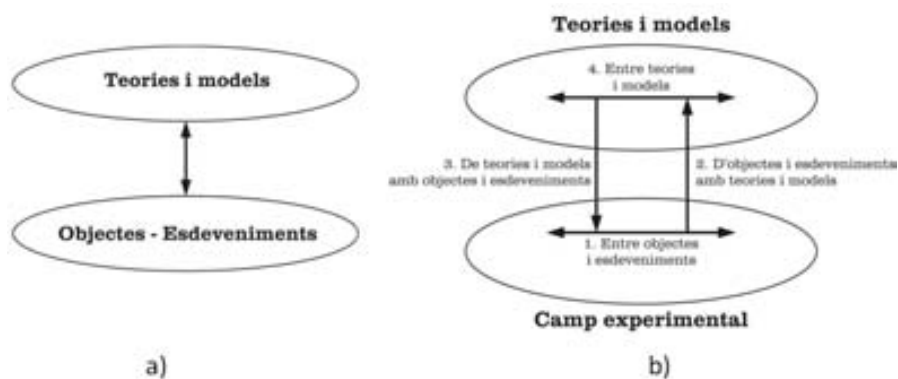 Teories i models
Objectes - Esdeveniments
a)
Teories i models
4. Entre teories
i models
3. De teories i models
amb objectes i esdeveniments
2. D'objectes i esdeveniments
amb teories i models
1. Entre objectes
i esdeveniments
Camp experimental
b)